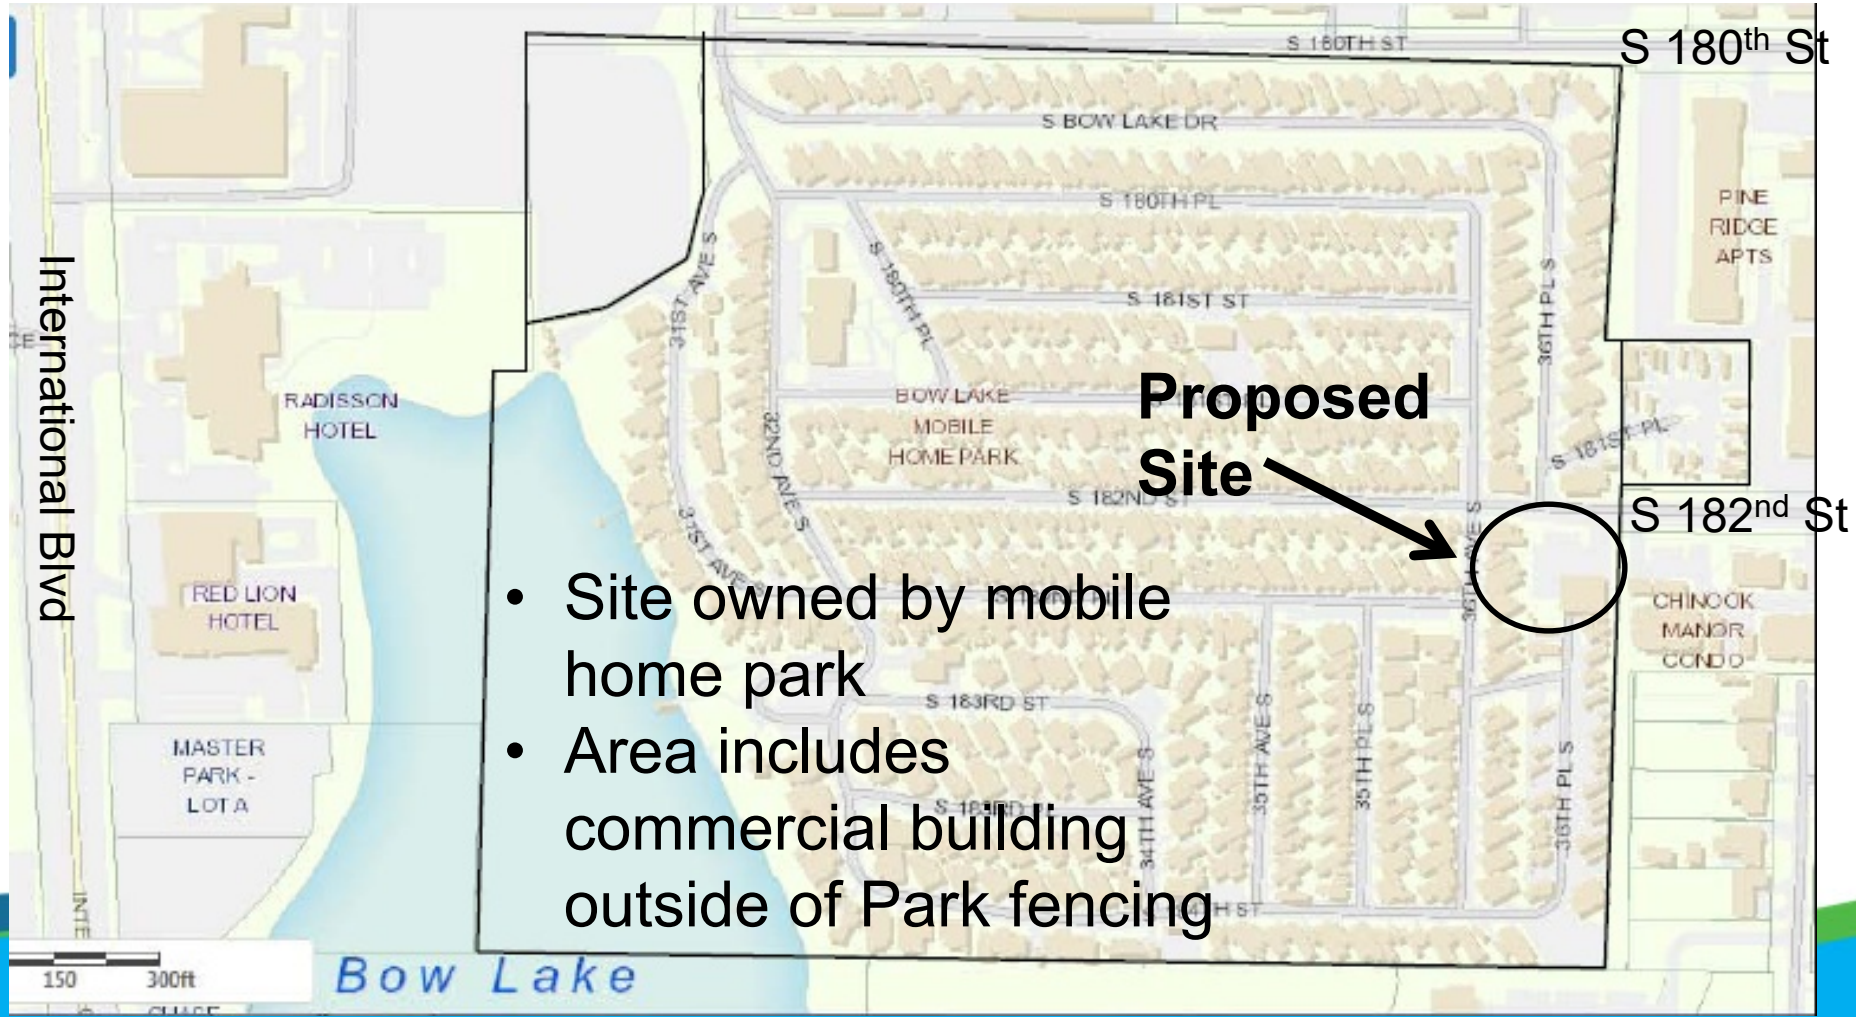 S 180TH ST
S 180th St
S BOW LAKE DR
S 180TH PL
PINE
RIDGE
APTS
International Blvd
31ST AVE S
S 180TH PL
S 181ST ST
36TH PL S
RADISSON
HOTEL
BOW LAKE
MOBILE
HOME PARK
Proposed
Site
S 181ST PL
32ND AVE S
S 182ND ST
36TH AVE S
S 182nd St
31ST AVE S
RED LION
HOTEL
• Site owned by mobile
home park
• Area includes
commercial building
outside of Park fencing
CHINOOK
MANOR
CONDO
S 183RD ST
MASTER
PARK -
LOT A
34TH AVE S
35TH AVE S
35TH PL S
36TH PL S
INTE
150 300ft
Bow Lake